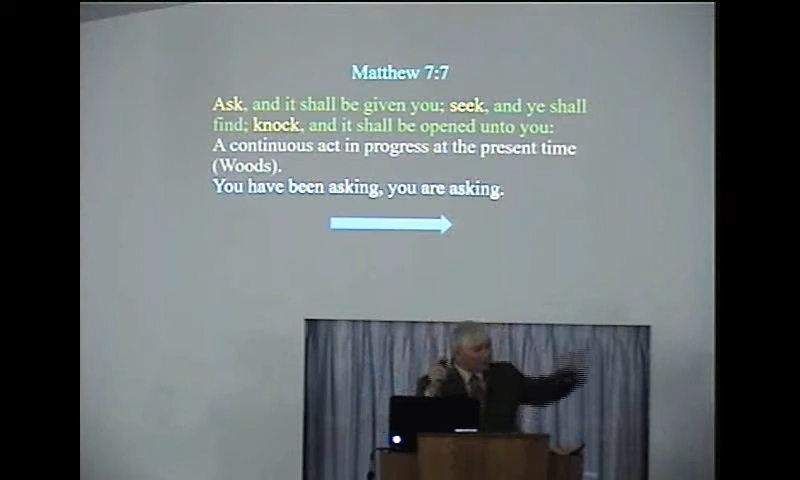 Matthew 7:7
Ask, and it shall be given you; seek, and ye shall
find; knock, and it shall be opened unto you:
A continuous act in progress at the present time
(Woods).
You have been asking, you are asking.